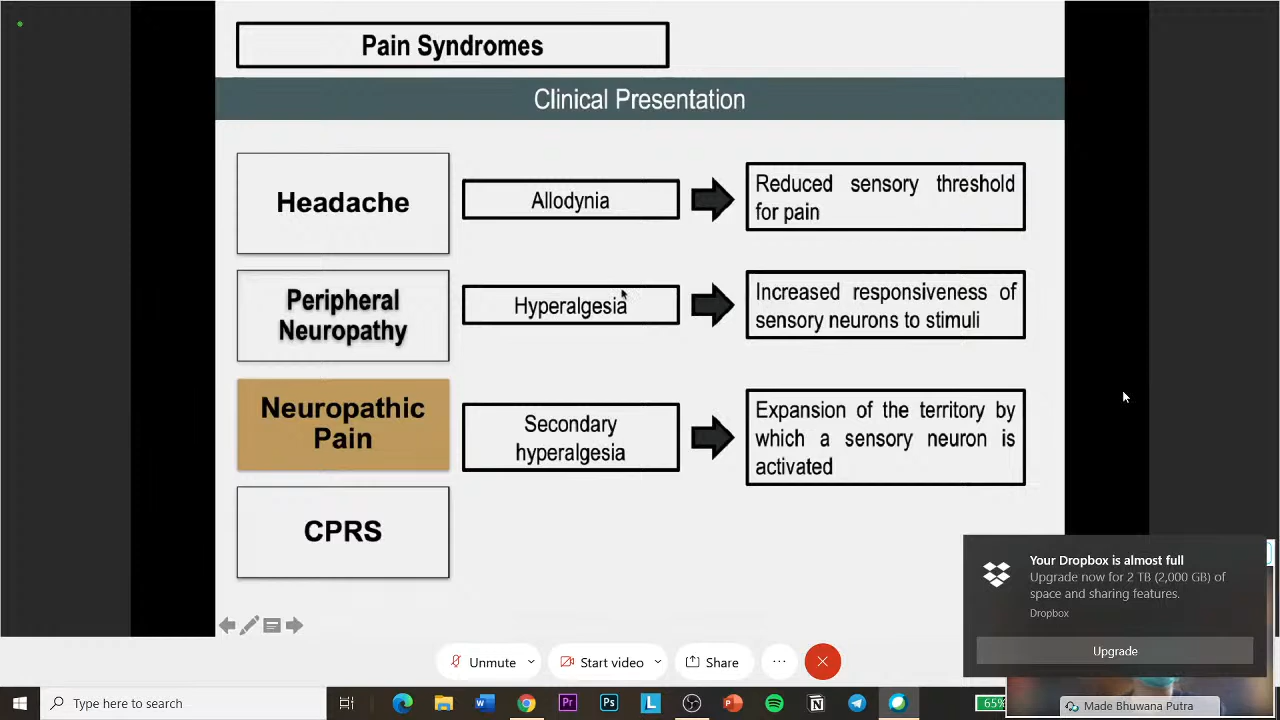 Pain Syndromes
Clinical Presentation
Headache
Allodynia
Reduced sensory threshold
for pain
Peripheral
Neuropathy
Hyperalgesia
Increased responsiveness of
sensory neurons to stimuli
Neuropathic
Pain
Secondary
hyperalgesia
Expansion of the territory by
which a sensory neuron is
activated
CPRS
Your Dropbox is almost full
Upgrade now for 2 TB (2,000 GB) of
space and sharing features.
Dropbox
Upgrade
Unmute
Start video
Share
Type here to search
65%
Made Bhuwana Putra